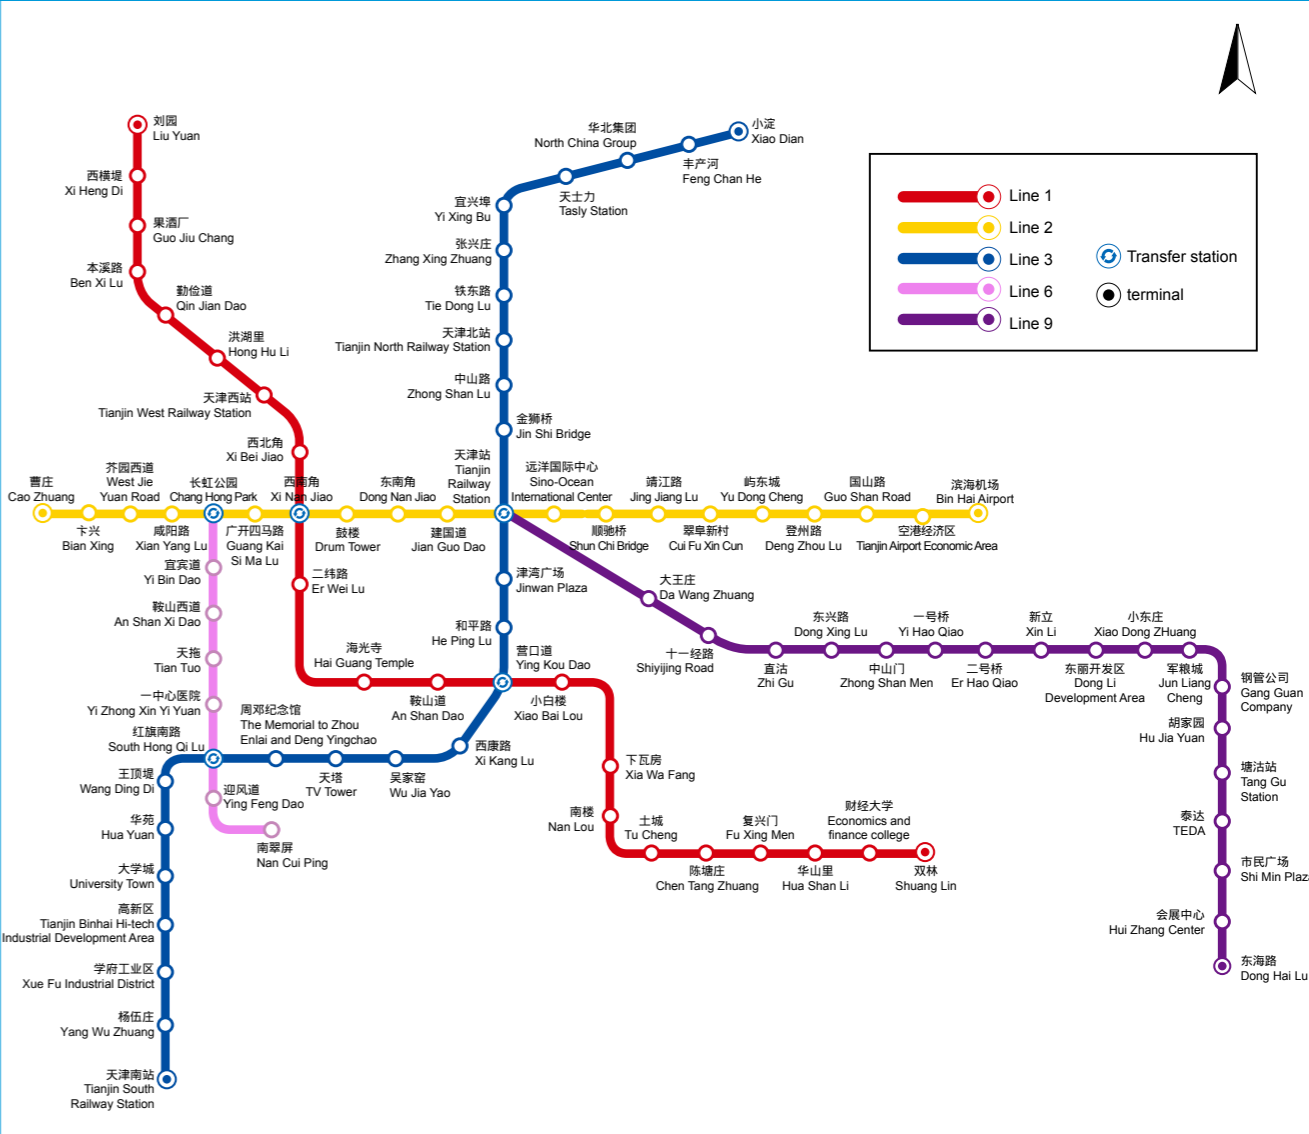 刘园
Liu Yuan
西横堤
Xi Heng Di
果酒厂
Guo Jiu Chang
本溪路
Ben Xi Lu
勤俭道
Qin Jian Dao
洪湖里
Hong Hu Li
天津西站
Tianjin West Railway Station
西北角
Xi Bei Jiao
华北集团
North China Group
小淀
Xiao Dian
丰产河
Feng Chan He
天士力
Tasly Station
宜兴埠
Yi Xing Bu
张兴庄
Zhang Xing Zhuang
铁东路
Tie Dong Lu
天津北站
Tianjin North Railway Station
中山路
Zhong Shan Lu
金狮桥
Jin Shi Bridge
Line 1
Line 2
Line 3
Line 6
Line 9
Transfer station
terminal
曹庄
Cao Zhuang
芥园西道
West Jie
Yuan Road
长虹公园
Chang Hong Park
西南角
Xi Nan Jiao
东南角
Dong Nan Jiao
天津站
Tianjin
Railway
Station
远洋国际中心
Sino-Ocean
International Center
靖江路
Jing Jiang Lu
屿东城
Yu Dong Cheng
国山路
Guo Shan Road
滨海机场
Bin Hai Airport
卞兴
Bian Xing
咸阳路
Xian Yang Lu
广开四马路
Guang Kai
Si Ma Lu
鼓楼
Drum Tower
建国道
Jian Guo Dao
顺驰桥
Shun Chi Bridge
翠阜新村
Cui Fu Xin Cun
登州路
Deng Zhou Lu
空港经济区
Tianjin Airport Economic Area
宜宾道
Yi Bin Dao
鞍山西道
An Shan Xi Dao
天拖
Tian Tuo
一中心医院
Yi Zhong Xin Yi Yuan
红旗南路
South Hong Qi Lu
二纬路
Er Wei Lu
海光寺
Hai Guang Temple
鞍山道
An Shan Dao
津湾广场
Jinwan Plaza
和平路
He Ping Lu
营口道
Ying Kou Dao
小白楼
Xiao Bai Lou
大王庄
Da Wang Zhuang
十一经路
Shiyijing Road
直沽
Zhi Gu
东兴路
Dong Xing Lu
中山门
Zhong Shan Men
一号桥
Yi Hao Qiao
二号桥
Er Hao Qiao
新立
Xin Li
东丽开发区
Dong Li
Development Area
小东庄
Xiao Dong ZHuang
军粮城
Jun Liang
Cheng
钢管公司
Gang Guan
Company
胡家园
Hu Jia Yuan
塘沽站
Tang Gu
Station
泰达
TEDA
市民广场
Shi Min Plaza
会展中心
Hui Zhang Center
东海路
Dong Hai Lu
周邓纪念馆
The Memorial to Zhou
Enlai and Deng Yingchao
天塔
TV Tower
吴家窑
Wu Jia Yao
西康路
Xi Kang Lu
迎风道
Ying Feng Dao
南翠屏
Nan Cui Ping
王顶堤
Wang Ding Di
华苑
Hua Yuan
大学城
University Town
高新区
Tianjin Binhai Hi-tech
Industrial Development Area
学府工业区
Xue Fu Industrial District
杨伍庄
Yang Wu Zhuang
天津南站
Tianjin South
Railway Station
下瓦房
Xia Wa Fang
南楼
Nan Lou
土城
Tu Cheng
陈塘庄
Chen Tang Zhuang
复兴门
Fu Xing Men
华山里
Hua Shan Li
财经大学
Economics and
finance college
双林
Shuang Lin